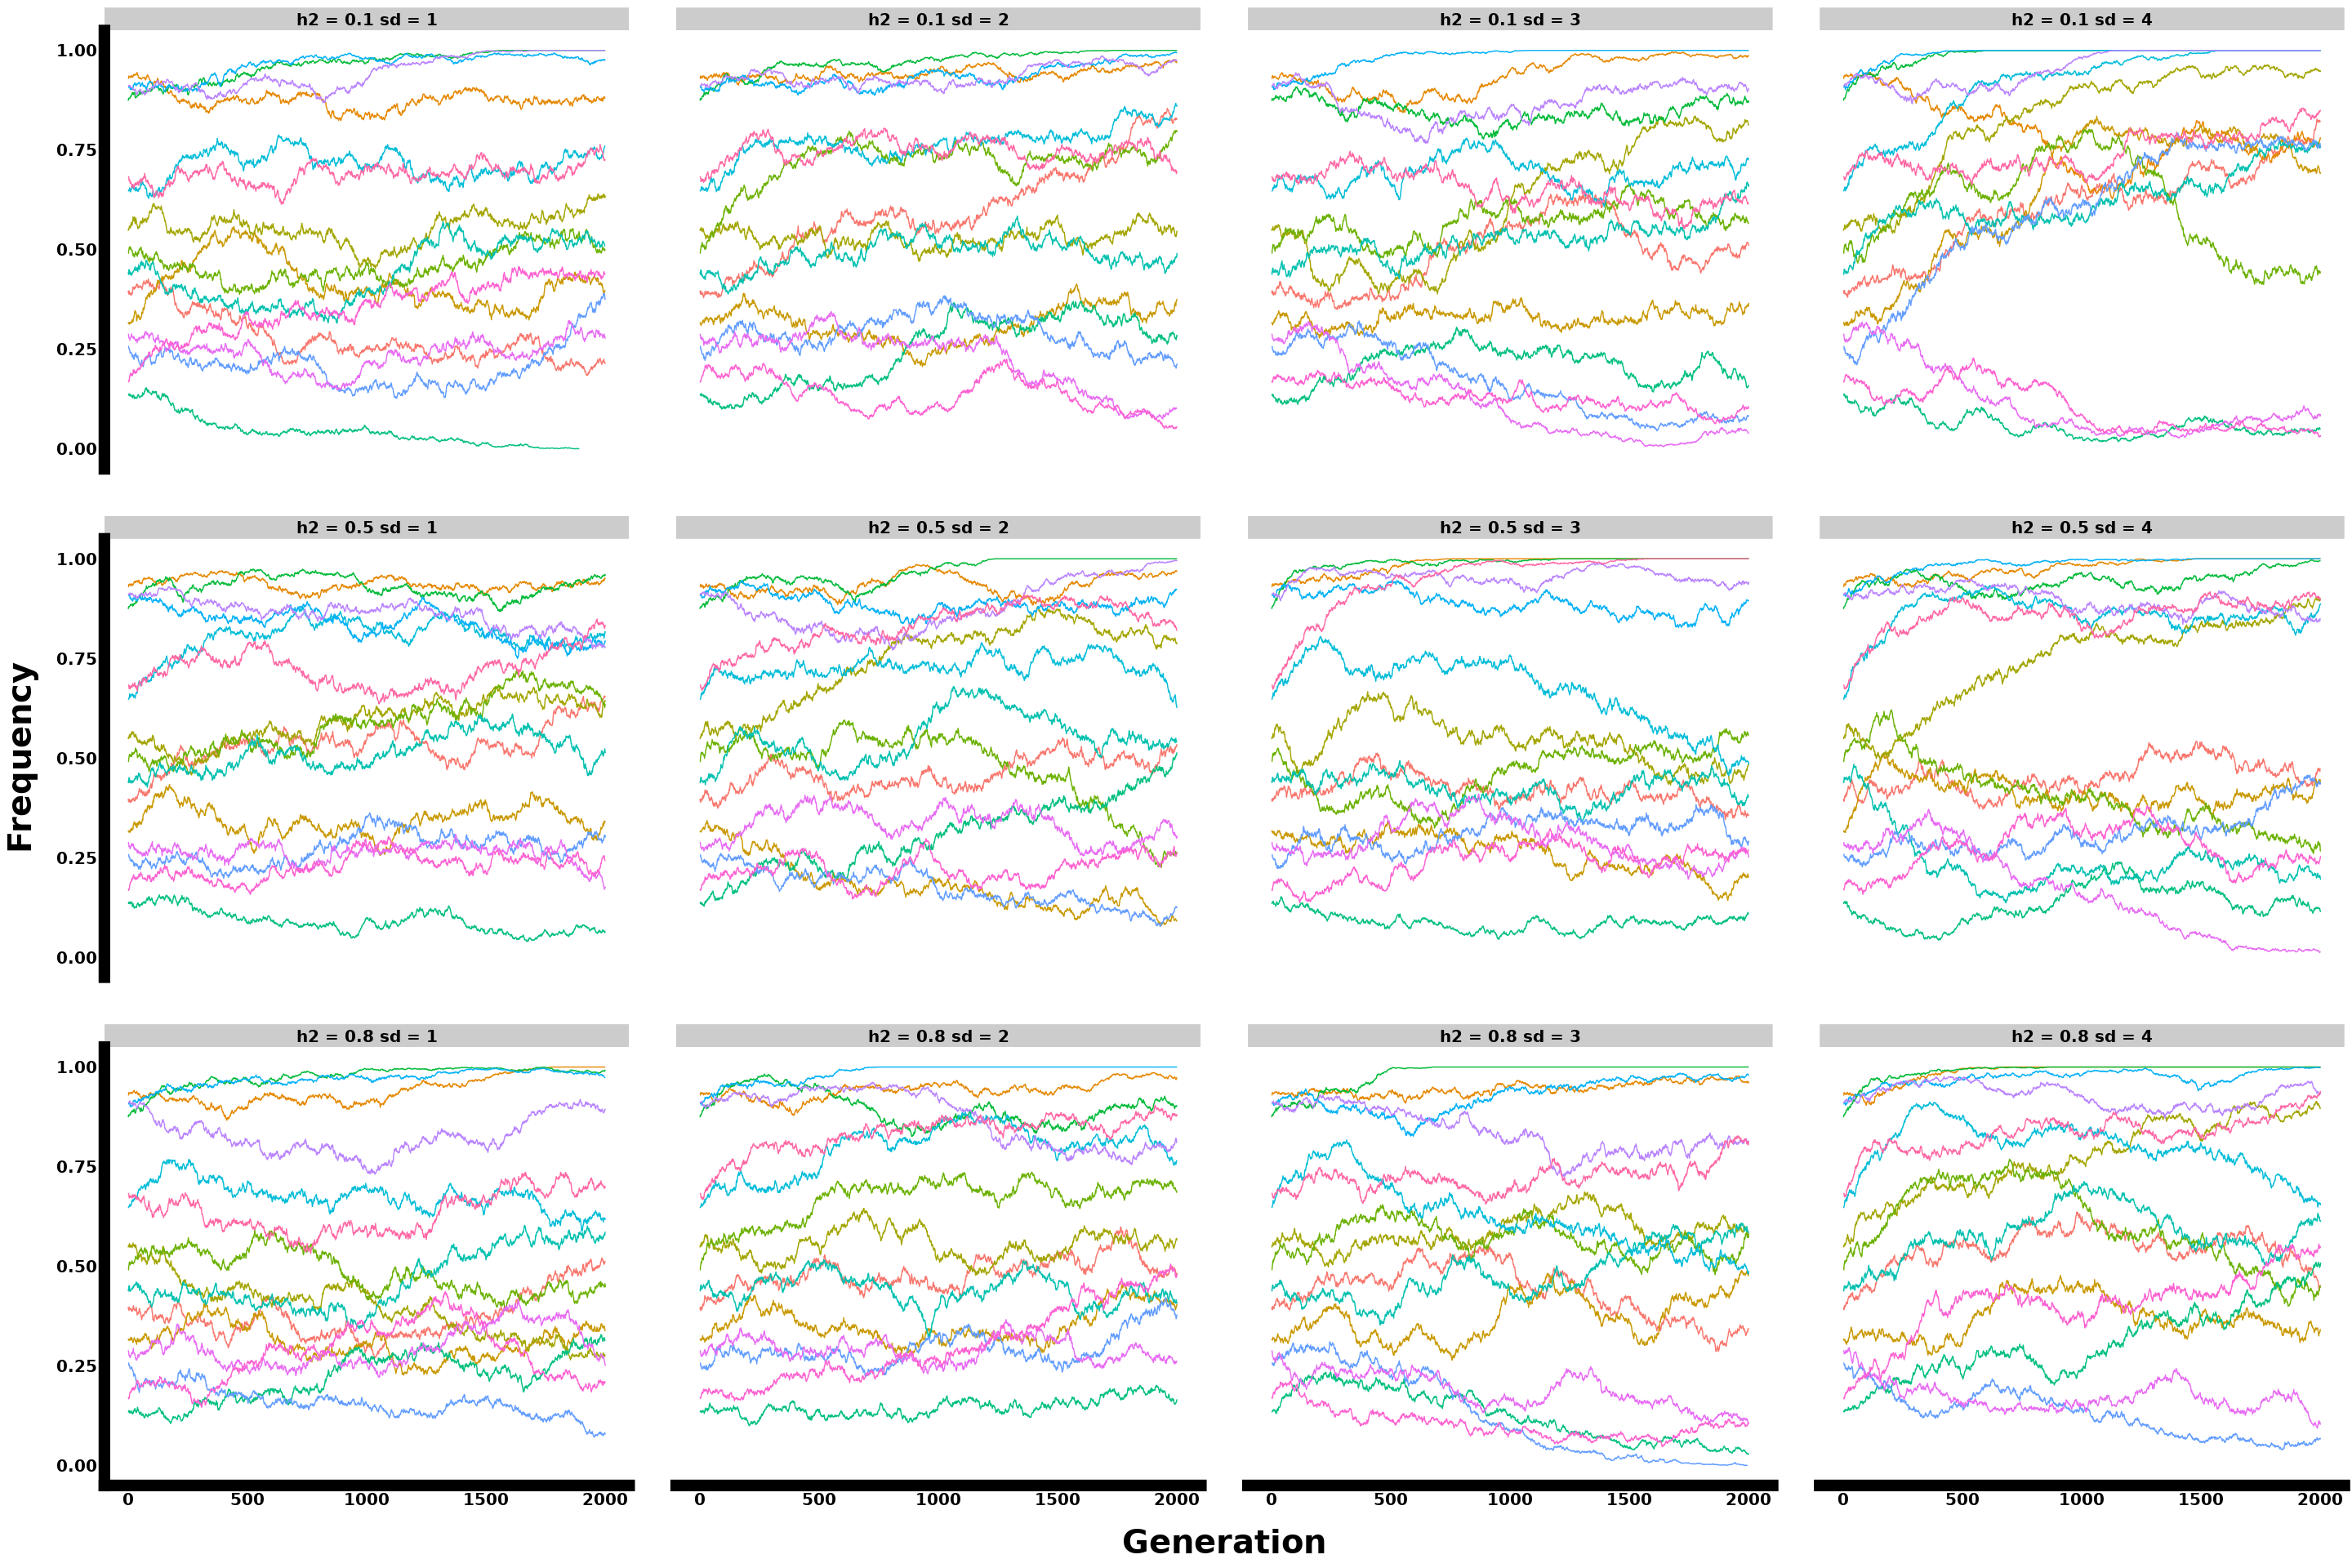 h2 = 0.1 sd = 1
h2 = 0.1 sd = 2
h2 = 0.1 sd = 3
h2 = 0.1 sd = 4
1.00
0.75
0.50
0.25
0.00
h2 = 0.5 sd = 1
h2 = 0.5 sd = 2
h2 = 0.5 sd = 3
h2 = 0.5 sd = 4
1.00
0.75
0.50
0.25
0.00
Frequency
h2 = 0.8 sd = 1
h2 = 0.8 sd = 2
h2 = 0.8 sd = 3
h2 = 0.8 sd = 4
1.00
0.75
0.50
0.25
0.00
0 500 1000 1500 2000
0 500 1000 1500 2000
0 500 1000 1500 2000
0 500 1000 1500 2000
Generation